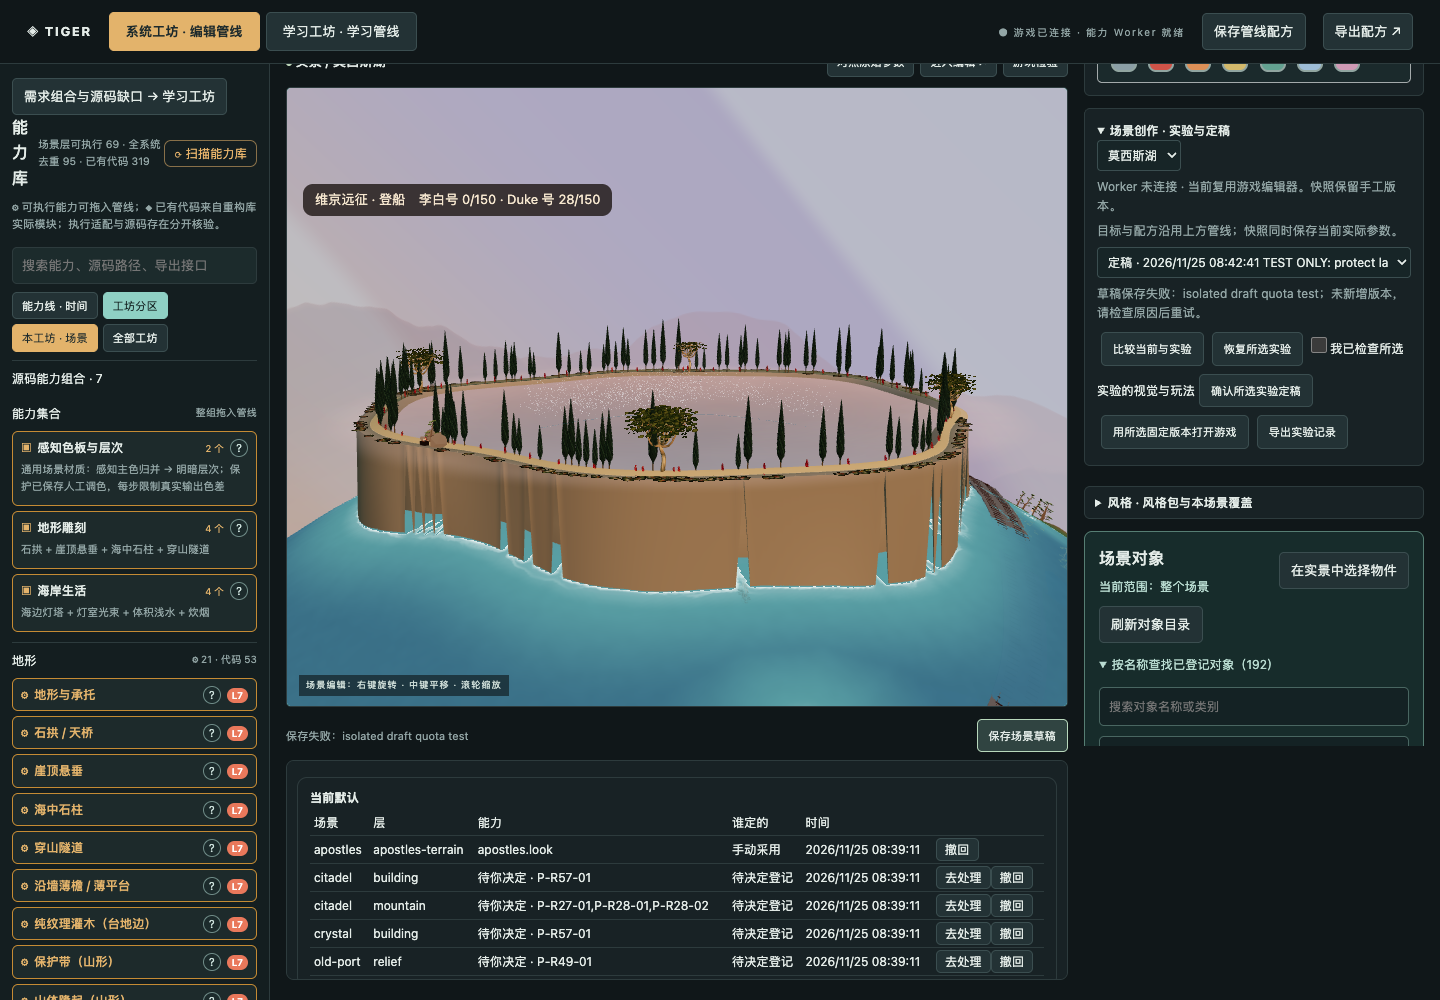 ◈ TIGER
系统工坊 · 编辑管线
学习工坊 · 学习管线
游戏已连接 · 能力 Worker 就绪
保存管线配方
导出配方 ↗
需求组合与源码缺口 → 学习工坊
能力库
场景层可执行 69 · 全系统去重 95 · 已有代码 319
⟳ 扫描能力库
⚙ 可执行能力可拖入管线；◆ 已有代码来自重构库
实际模块；执行适配与源码存在分开核验。
搜索能力、源码路径、导出接口
能力线 · 时间
工坊分区
本工坊 · 场景
全部工坊
源码能力组合 · 7
能力集合
整组拖入管线
▣ 感知色板与层次 2 个 ?
通用场景材质：感知主色归并 → 明暗层次；保
护已保存人工调色，每步限制真实输出色差
▣ 地形雕刻 4 个 ?
石拱 + 崖顶悬垂 + 海中石柱 + 穿山隧道
▣ 海岸生活 4 个 ?
海边灯塔 + 灯室光束 + 体积浅水 + 炊烟
地形
⚙ 21 · 代码 53
⚙ 地形与承托 ? L7
⚙ 石拱 / 天桥 ? L7
⚙ 崖顶悬垂 ? L7
⚙ 海中石柱 ? L7
⚙ 穿山隧道 ? L7
⚙ 沿墙薄檐 / 薄平台 ? L7
⚙ 纯纹理灌木（台地边） ? L7
⚙ 保护带（山形） ? L7
维京远征 · 登船 李白号 0/150 · Duke 号 28/150
场景编辑：右键旋转 · 中键平移 · 滚轮缩放
保存失败：isolated draft quota test
保存场景草稿
当前默认
场景 层 能力 谁定的 时间
apostles apostles-terrain apostles.look 手动采用 2026/11/25 08:39:11 撤回
citadel building 待你决定 · P-R57-01 待决定登记 2026/11/25 08:39:11 去处理 撤回
citadel mountain 待你决定 · P-R27-01,P-R28-01,P-R28-02 待决定登记 2026/11/25 08:39:11 去处理 撤回
crystal building 待你决定 · P-R57-01 待决定登记 2026/11/25 08:39:11 去处理 撤回
old-port relief 待你决定 · P-R49-01 待决定登记 2026/11/25 08:39:11 去处理 撤回
▼ 场景创作 · 实验与定稿
莫西斯湖
Worker 未连接 · 当前复用游戏编辑器。快照保留手工版
本。
目标与配方沿用上方管线；快照同时保存当前实际参数。
定稿 · 2026/11/25 08:42:41 TEST ONLY: protect la
草稿保存失败：isolated draft quota test；未新增版本，
请检查原因后重试。
比较当前与实验
恢复所选实验
我已检查所选
实验的视觉与玩法
确认所选实验定稿
用所选固定版本打开游戏
导出实验记录
▶ 风格 · 风格包与本场景覆盖
场景对象
当前范围：整个场景
在实景中选择物件
刷新对象目录
▼ 按名称查找已登记对象（192）
搜索对象名称或类别